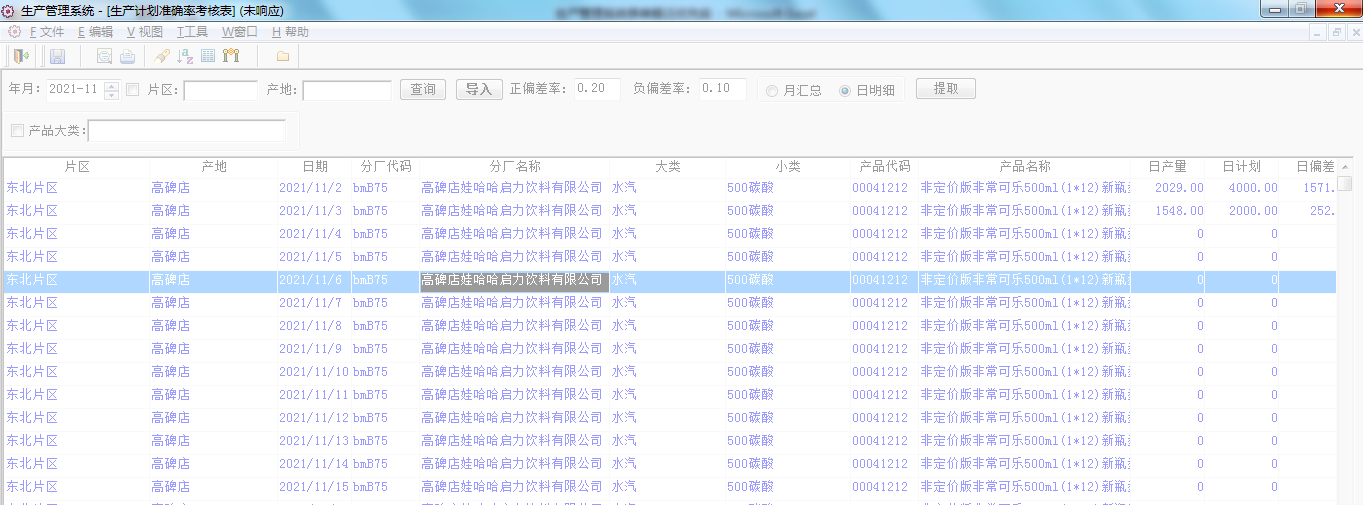 生产管理系统 - [生产计划准确率考核表] (未响应)
F 文件 E 编辑 V 视图 T工具 W窗口 H 帮助
年月: 2021-11 片区: 产地: 查询 导入 正偏差率: 0.20 负偏差率: 0.10 月汇总 日明细 提取
产品大类:
片区 产地 日期 分厂代码 分厂名称 大类 小类 产品代码 产品名称 日产量 日计划 日偏差
东北片区 高碑店 2021/11/2 bmB75 高碑店娃哈哈启力饮料有限公司 水汽 500碳酸 00041212 非定价版非常可乐500ml(1*12)新瓶 2029.00 4000.00 1571.
东北片区 高碑店 2021/11/3 bmB75 高碑店娃哈哈启力饮料有限公司 水汽 500碳酸 00041212 非定价版非常可乐500ml(1*12)新瓶 1548.00 2000.00 252.
东北片区 高碑店 2021/11/4 bmB75 高碑店娃哈哈启力饮料有限公司 水汽 500碳酸 00041212 非定价版非常可乐500ml(1*12)新瓶 0 0
东北片区 高碑店 2021/11/5 bmB75 高碑店娃哈哈启力饮料有限公司 水汽 500碳酸 00041212 非定价版非常可乐500ml(1*12)新瓶 0 0
东北片区 高碑店 2021/11/6 bmB75 高碑店娃哈哈启力饮料有限公司 水汽 500碳酸 00041212 非定价版非常可乐500ml(1*12)新瓶 0 0
东北片区 高碑店 2021/11/7 bmB75 高碑店娃哈哈启力饮料有限公司 水汽 500碳酸 00041212 非定价版非常可乐500ml(1*12)新瓶 0 0
东北片区 高碑店 2021/11/8 bmB75 高碑店娃哈哈启力饮料有限公司 水汽 500碳酸 00041212 非定价版非常可乐500ml(1*12)新瓶 0 0
东北片区 高碑店 2021/11/9 bmB75 高碑店娃哈哈启力饮料有限公司 水汽 500碳酸 00041212 非定价版非常可乐500ml(1*12)新瓶 0 0
东北片区 高碑店 2021/11/10 bmB75 高碑店娃哈哈启力饮料有限公司 水汽 500碳酸 00041212 非定价版非常可乐500ml(1*12)新瓶 0 0
东北片区 高碑店 2021/11/11 bmB75 高碑店娃哈哈启力饮料有限公司 水汽 500碳酸 00041212 非定价版非常可乐500ml(1*12)新瓶 0 0
东北片区 高碑店 2021/11/12 bmB75 高碑店娃哈哈启力饮料有限公司 水汽 500碳酸 00041212 非定价版非常可乐500ml(1*12)新瓶 0 0
东北片区 高碑店 2021/11/13 bmB75 高碑店娃哈哈启力饮料有限公司 水汽 500碳酸 00041212 非定价版非常可乐500ml(1*12)新瓶 0 0
东北片区 高碑店 2021/11/14 bmB75 高碑店娃哈哈启力饮料有限公司 水汽 500碳酸 00041212 非定价版非常可乐500ml(1*12)新瓶 0 0
东北片区 高碑店 2021/11/15 bmB75 高碑店娃哈哈启力饮料有限公司 水汽 500碳酸 00041212 非定价版非常可乐500ml(1*12)新瓶 0 0